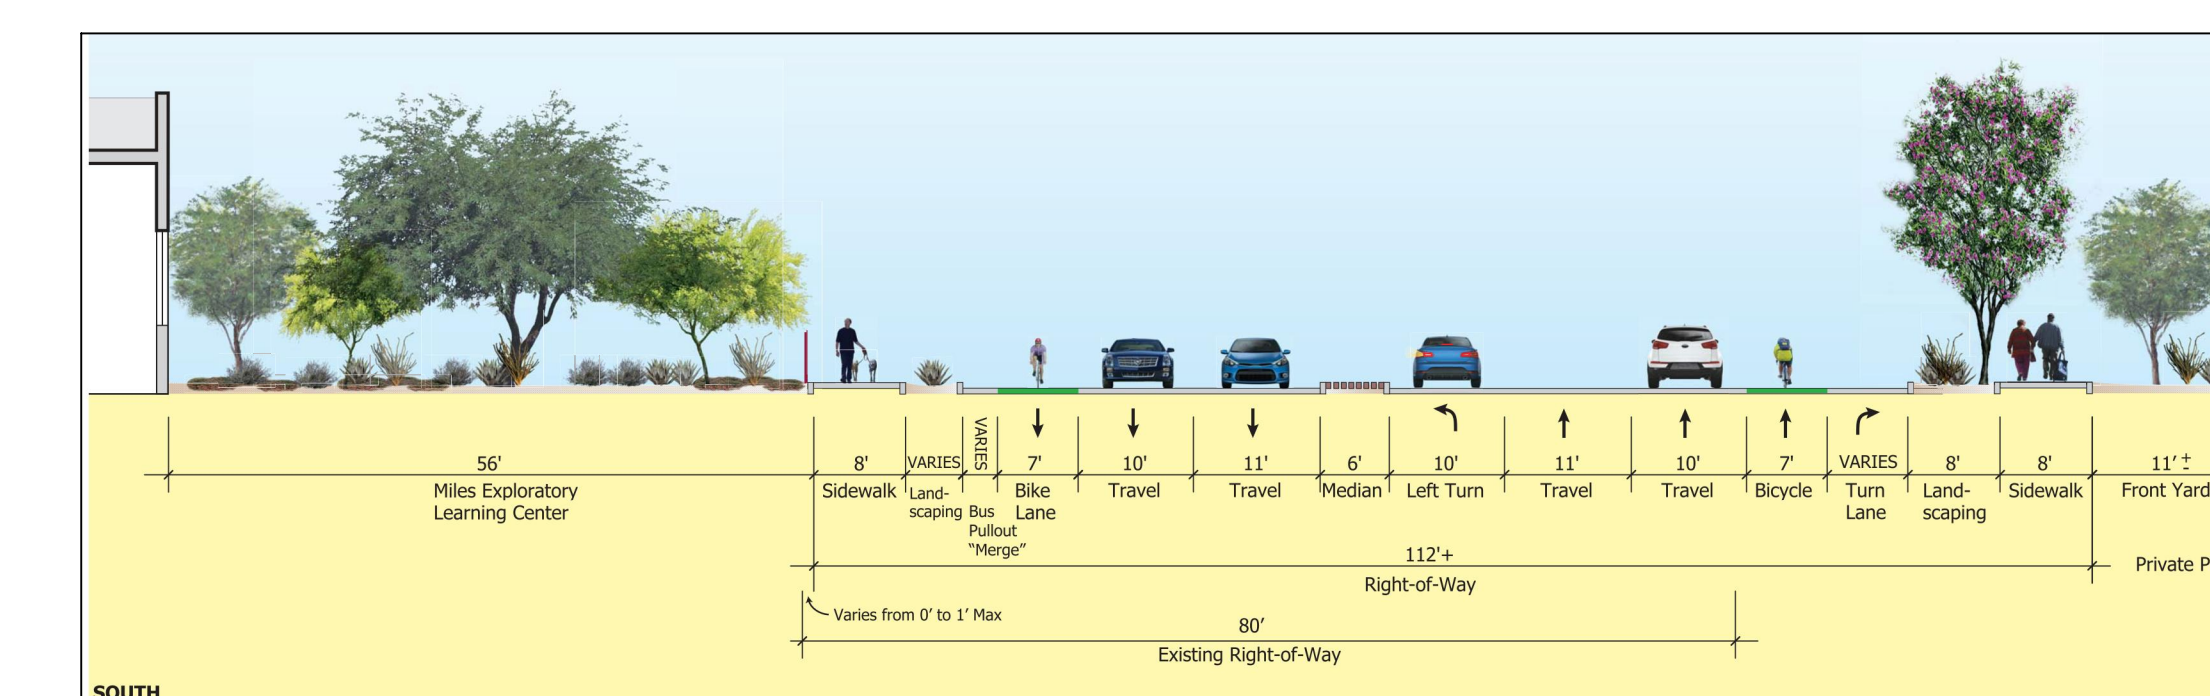 VARIES
56'
8'
VARIES
7'
10'
11'
6'
10'
11'
10'
7'
VARIES
8'
8'
11' ±
Miles Exploratory
Learning Center
Sidewalk
Land-
scaping
Bus
Pullout
“Merge”
Bike
Lane
Travel
Travel
Median
Left Turn
Travel
Travel
Bicycle
Turn
Lane
Land-
scaping
Sidewalk
Front Yard
112'+
Right-of-Way
Private P
Varies from 0’ to 1’ Max
80’
Existing Right-of-Way
SOUTH